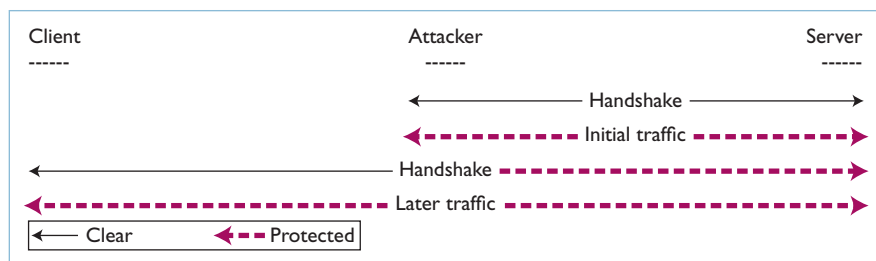 Client Attacker Server
------ ------ ------
Handshake
Initial traffic
Handshake
Later traffic
Clear Protected